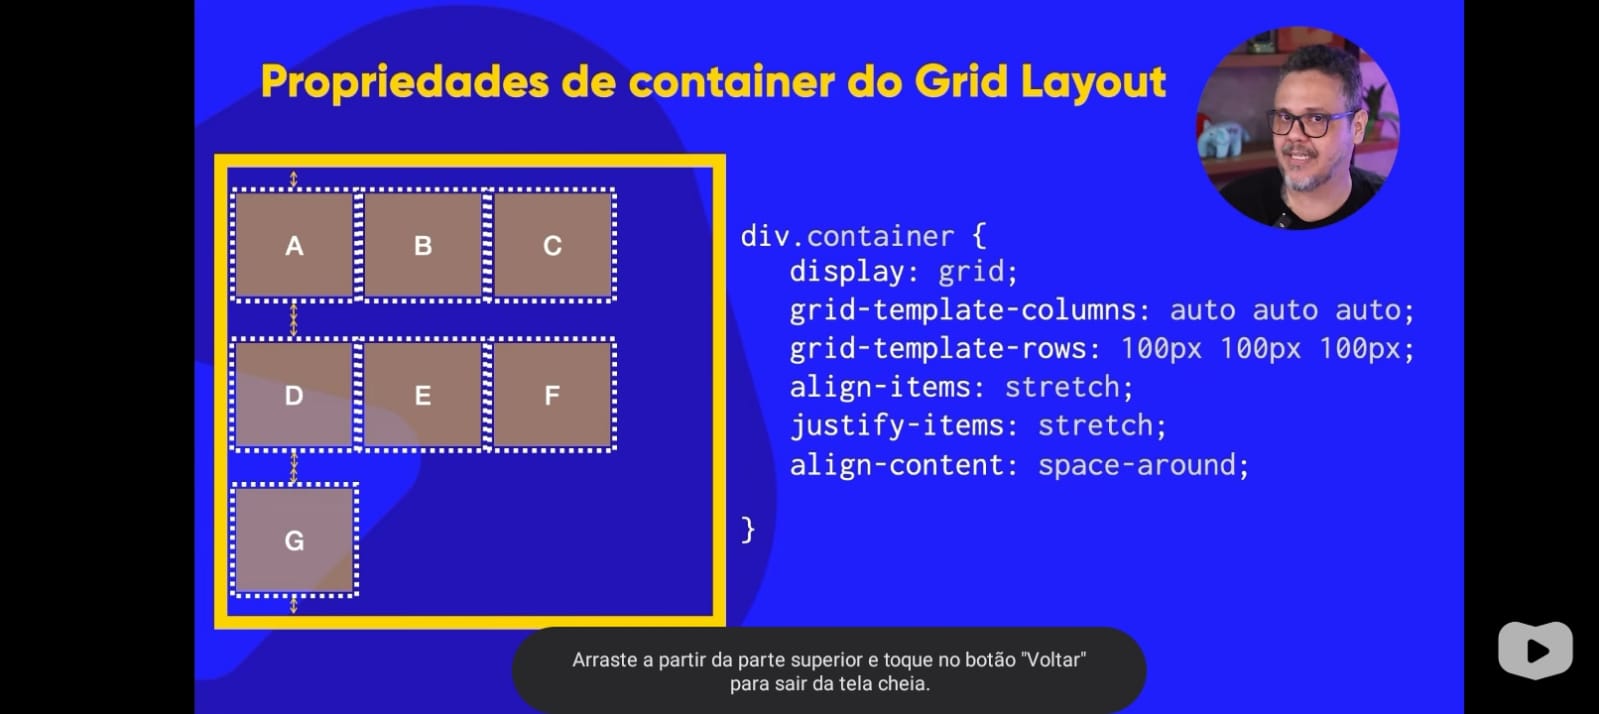 Propriedades de container do Grid Layout
A B C
D E F
G
div.container {
display: grid;
grid-template-columns: auto auto auto;
grid-template-rows: 100px 100px 100px;
align-items: stretch;
justify-items: stretch;
align-content: space-around;
}
Arraste a partir da parte superior e toque no botão "Voltar"
para sair da tela cheia.